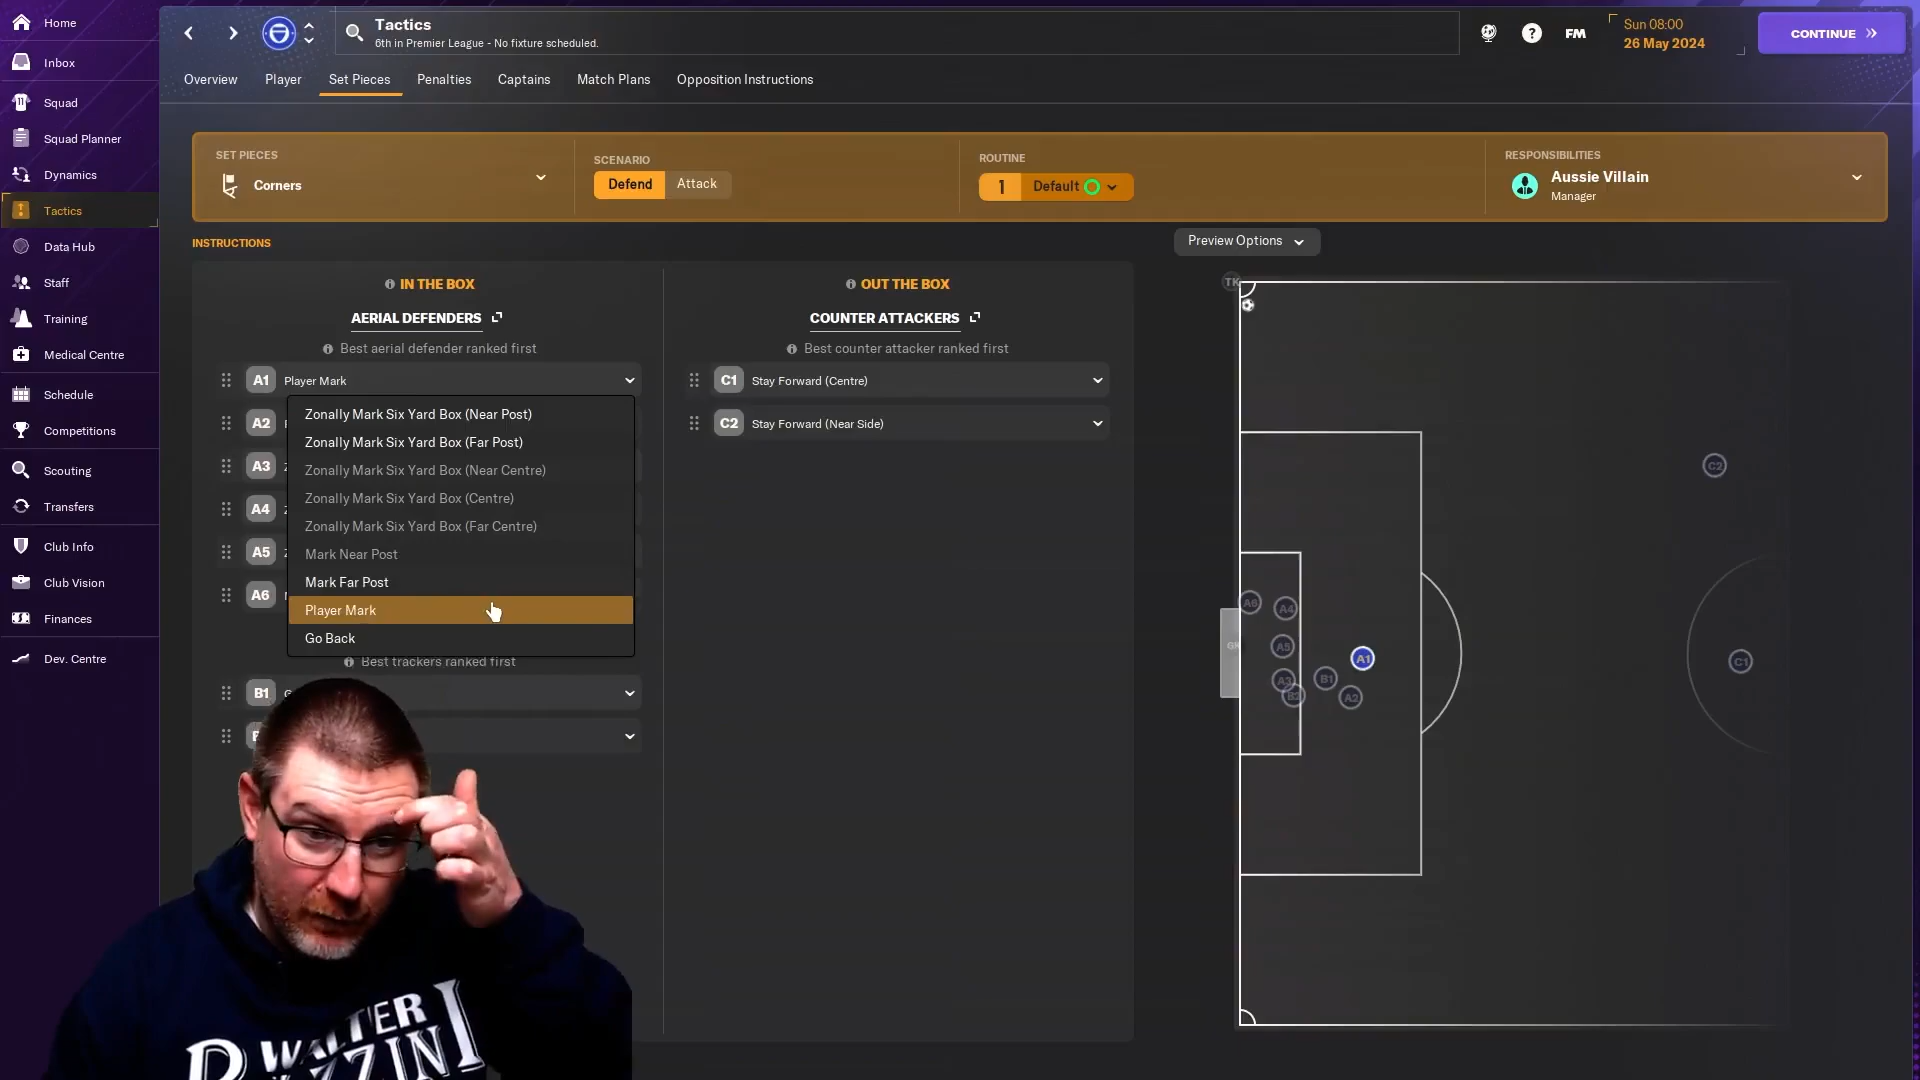 Home
Inbox
Squad
Squad Planner
Dynamics
Tactics
Data Hub
Staff
Training
Medical Centre
Schedule
Competitions
Scouting
Transfers
Club Info
Club Vision
Finances
Dev. Centre
Tactics
6th in Premier League - No fixture scheduled.
FM
Sun 08:00
26 May 2024
CONTINUE
Overview
Player
Set Pieces
Penalties
Captains
Match Plans
Opposition Instructions
SET PIECES
Corners
SCENARIO
Defend
Attack
ROUTINE
1 Default
RESPONSIBILITIES
Aussie Villain
Manager
INSTRUCTIONS
Preview Options
IN THE BOX
AERIAL DEFENDERS
Best aerial defender ranked first
A1 Player Mark
A2
A3
A4
A5
A6
Zonally Mark Six Yard Box (Near Post)
Zonally Mark Six Yard Box (Far Post)
Zonally Mark Six Yard Box (Near Centre)
Zonally Mark Six Yard Box (Centre)
Zonally Mark Six Yard Box (Far Centre)
Mark Near Post
Mark Far Post
Player Mark
Go Back
Best trackers ranked first
B1
OUT THE BOX
COUNTER ATTACKERS
Best counter attacker ranked first
C1 Stay Forward (Centre)
C2 Stay Forward (Near Side)
TK
C2
A6
A4
A5
A1
C1
A3
B1
B2
A2
WALTER